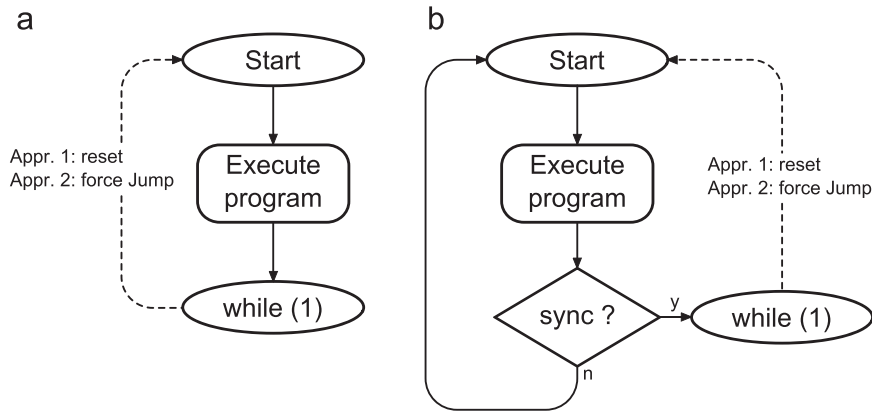 a
Start
Appr. 1: reset
Appr. 2: force Jump
Execute
program
while (1)
b
Start
Execute
program
Appr. 1: reset
Appr. 2: force Jump
sync ?
y
while (1)
n